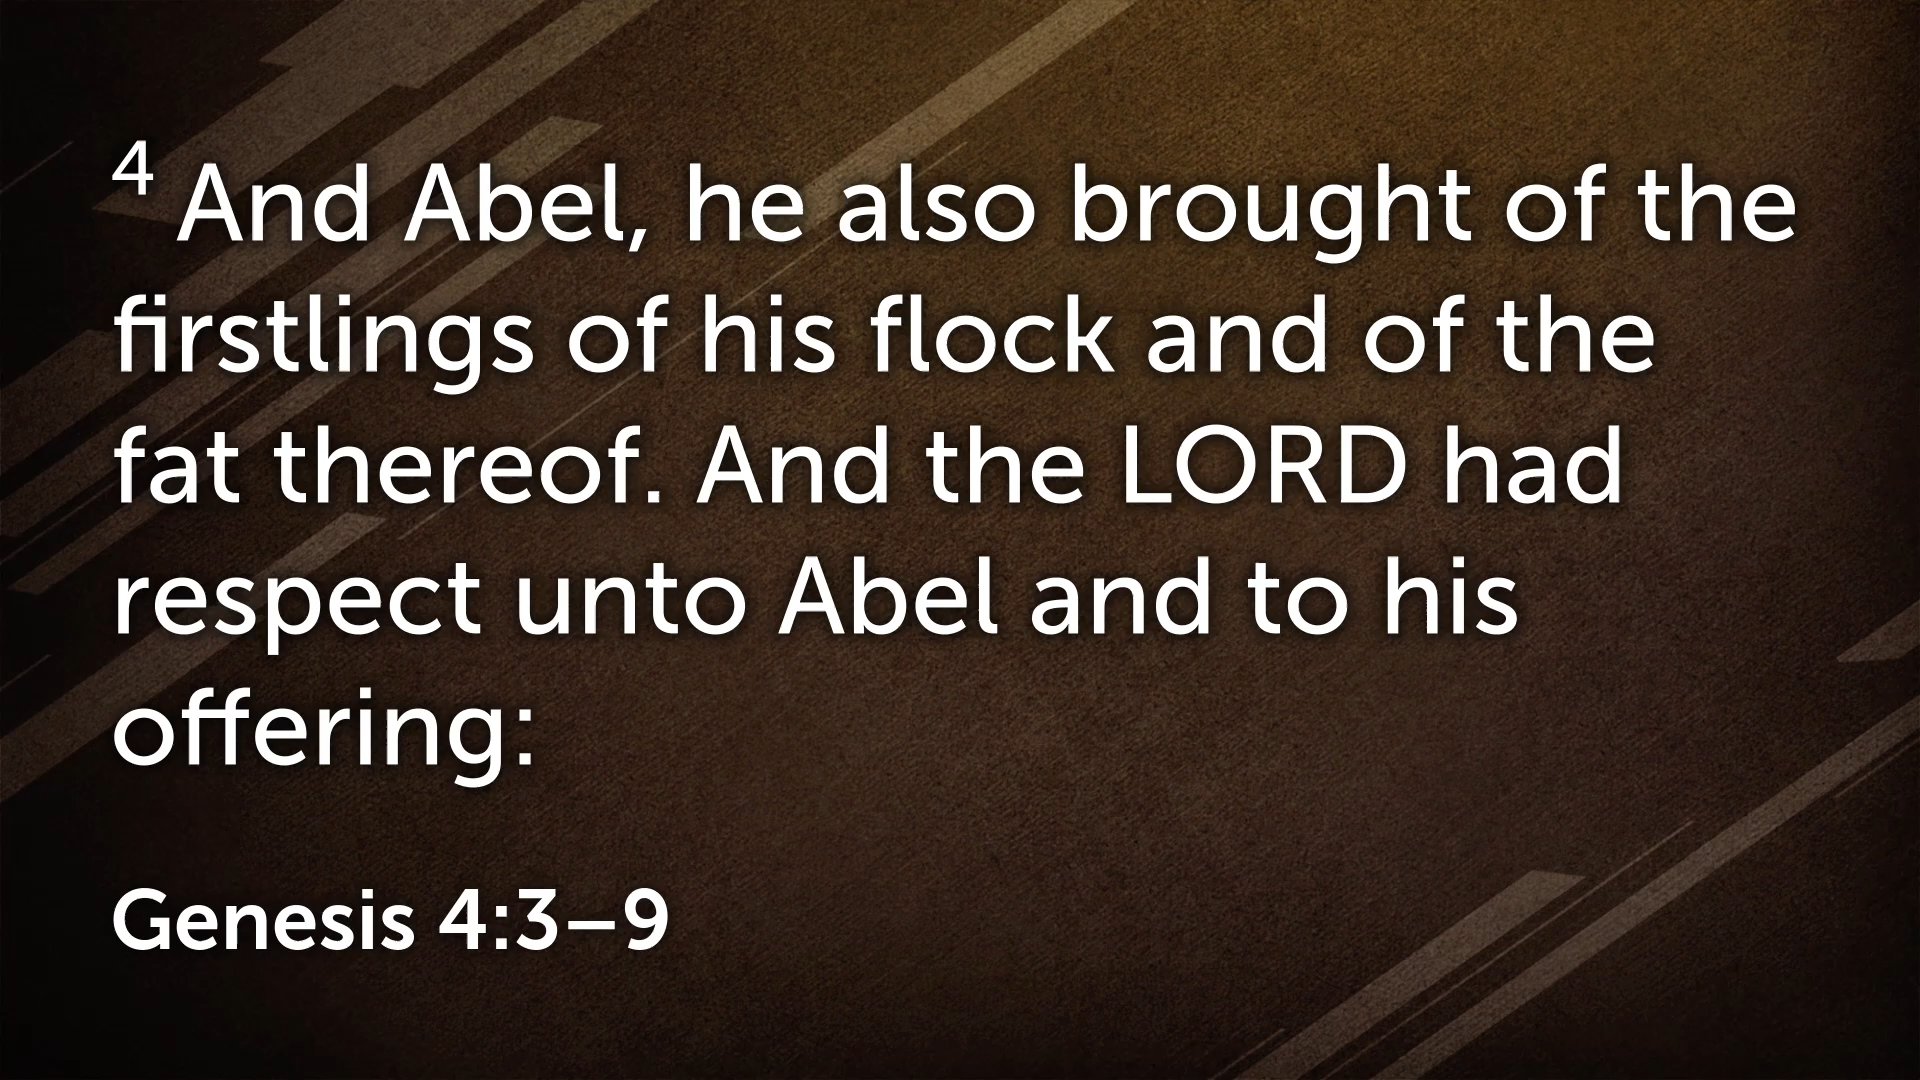 4 And Abel, he also brought of the
firstlings of his flock and of the
fat thereof. And the LORD had
respect unto Abel and to his
offering:
Genesis 4:3–9